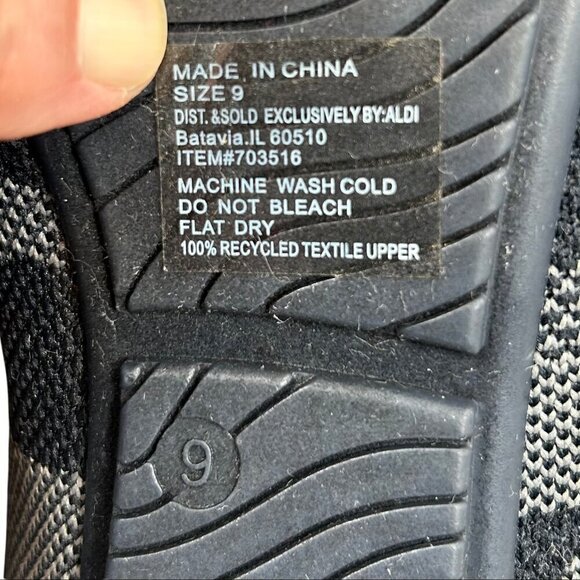 MADE IN CHINA
SIZE 9
DIST. &SOLD EXCLUSIVELY BY:ALDI
Batavia.IL 60510
ITEM#703516
MACHINE WASH COLD
DO NOT BLEACH
FLAT DRY
100% RECYCLED TEXTILE UPPER
9